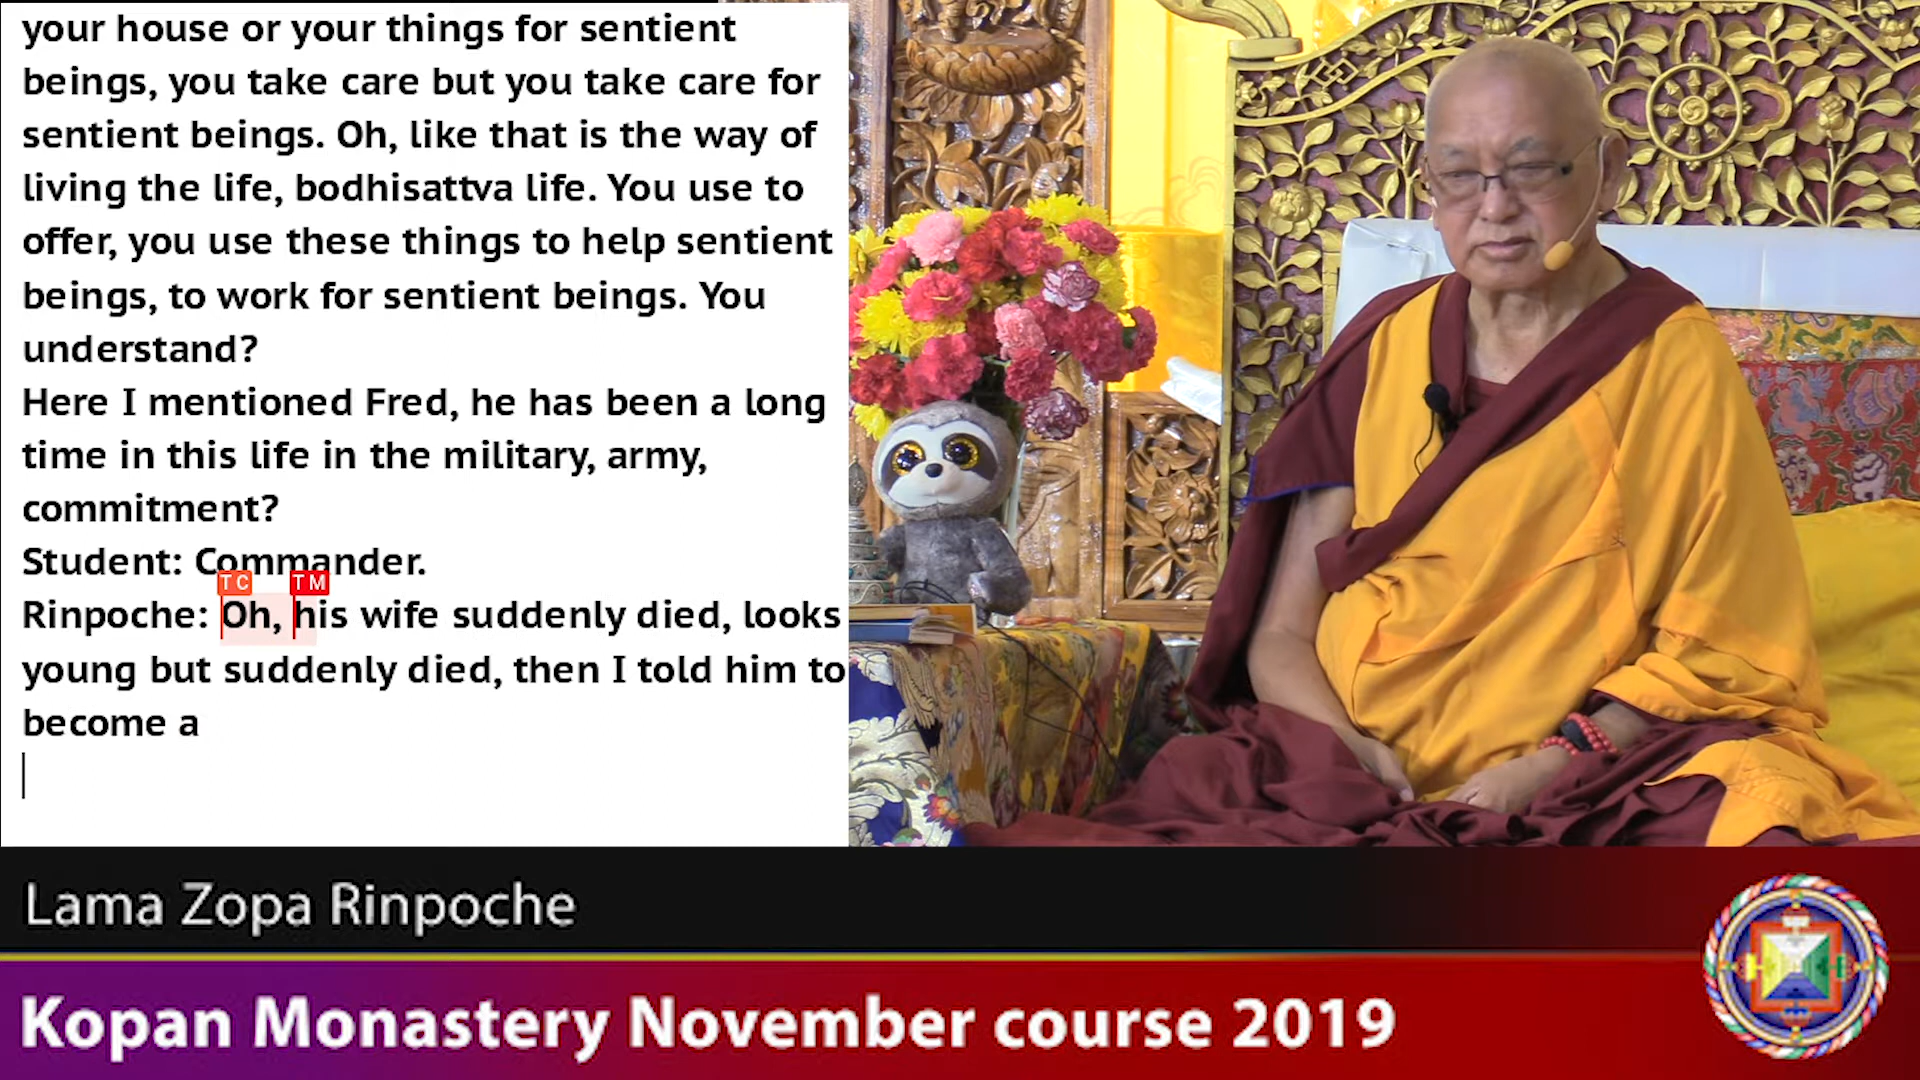 your house or your things for sentient
beings, you take care but you take care for
sentient beings. Oh, like that is the way of
living the life, bodhisattva life. You use to
offer, you use these things to help sentient
beings, to work for sentient beings. You
understand?
Here I mentioned Fred, he has been a long
time in this life in the military, army,
commitment?
Student: Commander.
TC TM
Rinpoche: Oh, his wife suddenly died, looks
young but suddenly died, then I told him to
become a
Lama Zopa Rinpoche
Kopan Monastery November course 2019